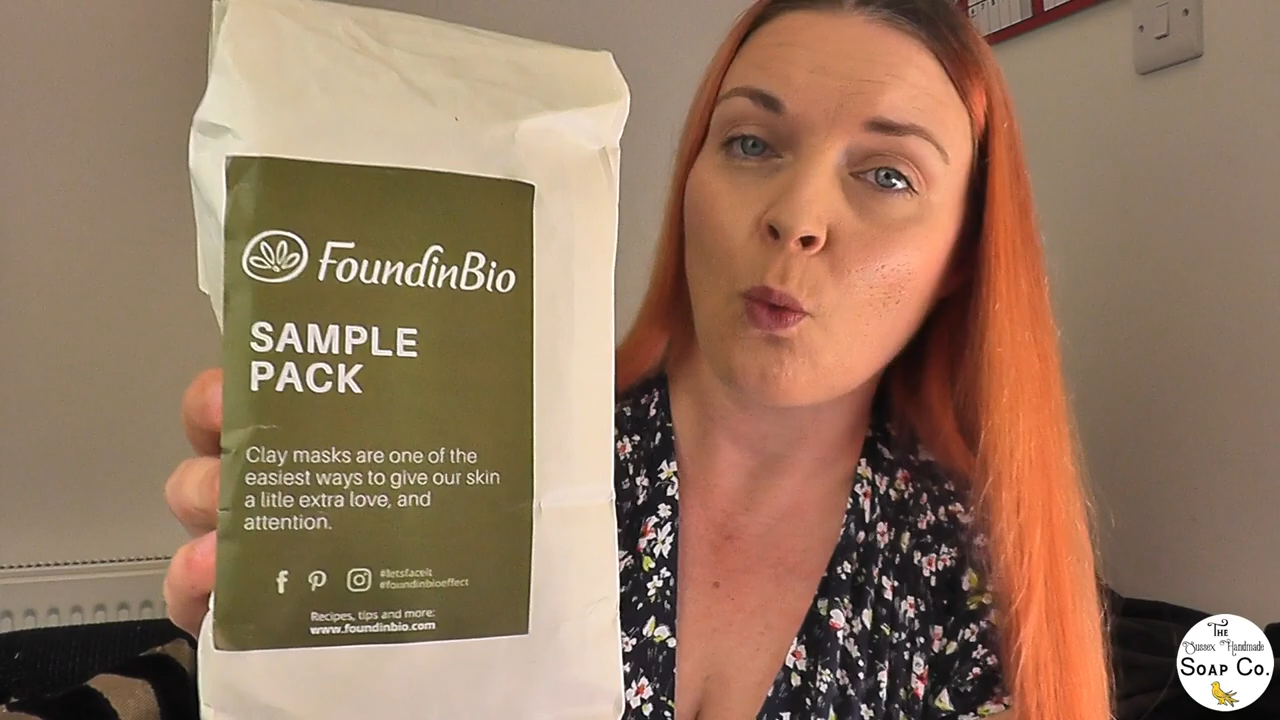 FoundinBio
SAMPLE
PACK
Clay masks are one of the
easiest ways to give our skin
a litle extra love, and
attention.
#letsfaceit
#foundinbioeffect
Recipes, tips and more:
www.foundinbio.com
THE
Sussex Handmade
SOAP CO.